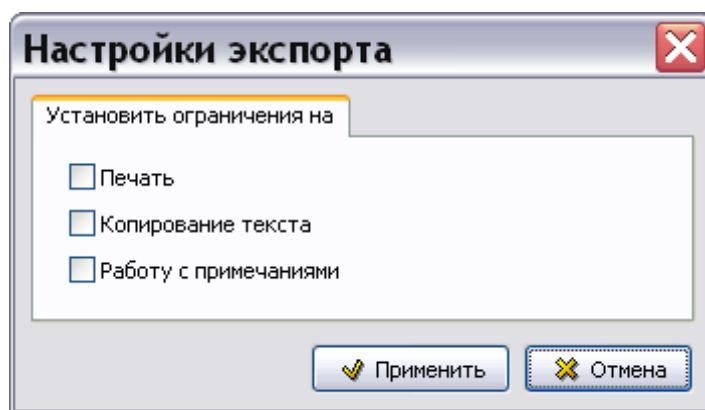 Настройки экспорта
Установить ограничения на
Печать
Копирование текста
Работу с примечаниями
Применить
Отмена